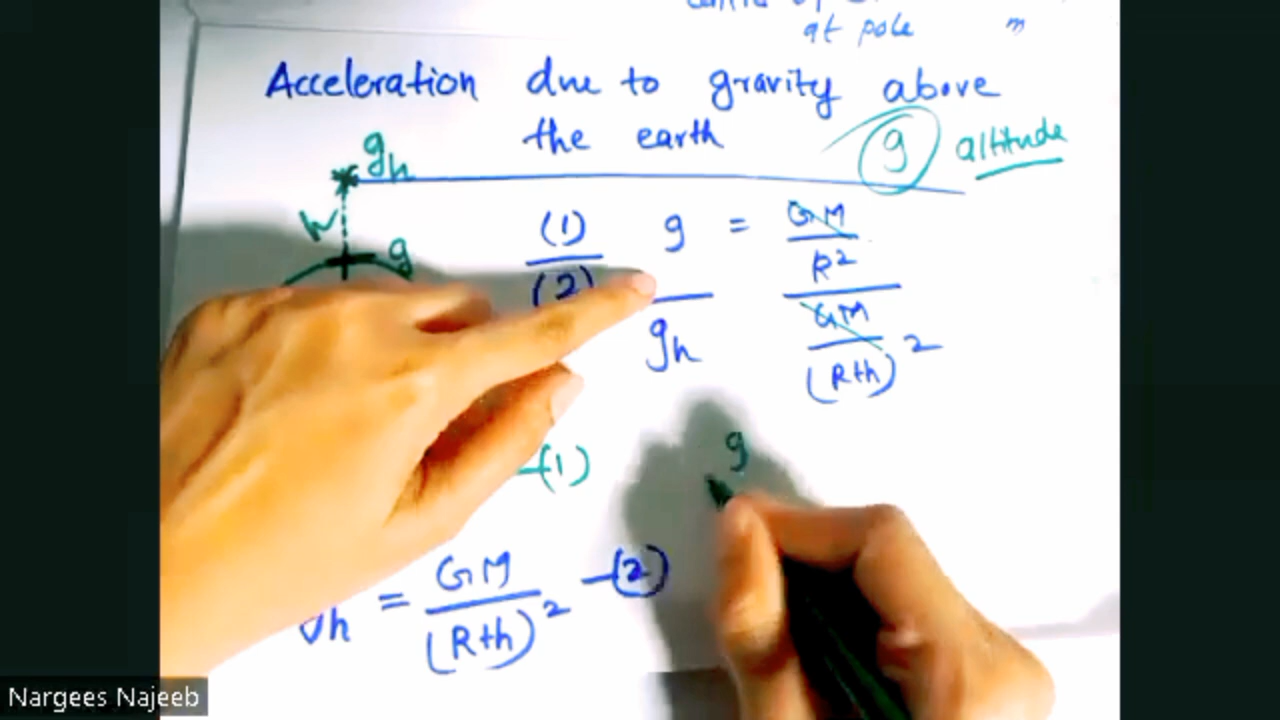 at pole m
Acceleration due to gravity above
the earth
g altitude
gh
h
g
(1) g = GM
R²
(2) gh GM
(R+h)²
g
-(1)
h = GM -(2)
(R+h)²
Nargees Najeeb